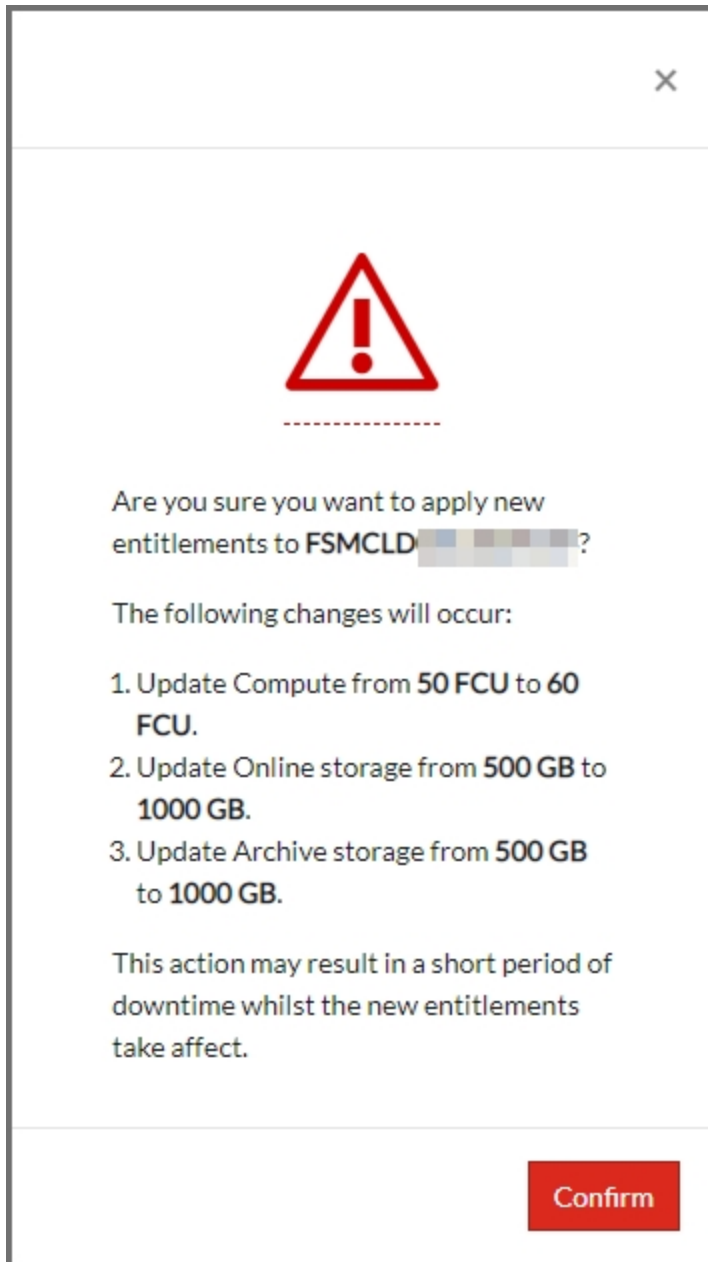 Are you sure you want to apply new
entitlements to FSMCLD ?
The following changes will occur:
1. Update Compute from 50 FCU to 60
FCU.
2. Update Online storage from 500 GB to
1000 GB.
3. Update Archive storage from 500 GB
to 1000 GB.
This action may result in a short period of
downtime whilst the new entitlements
take affect.
Confirm